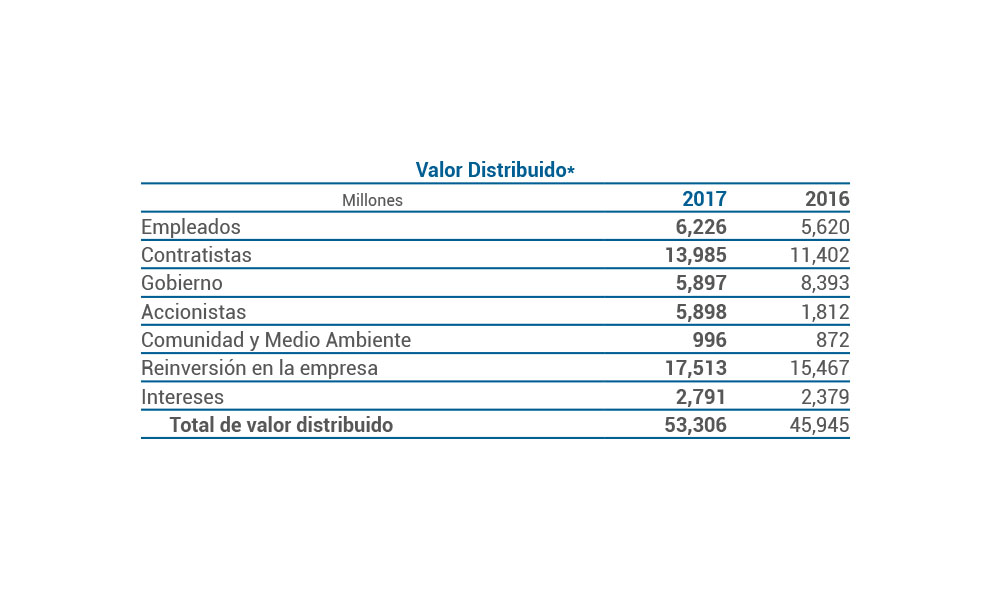 Valor Distribuido*
Millones 2017 2016
Empleados 6,226 5,620
Contratistas 13,985 11,402
Gobierno 5,897 8,393
Accionistas 5,898 1,812
Comunidad y Medio Ambiente 996 872
Reinversión en la empresa 17,513 15,467
Intereses 2,791 2,379
Total de valor distribuido 53,306 45,945